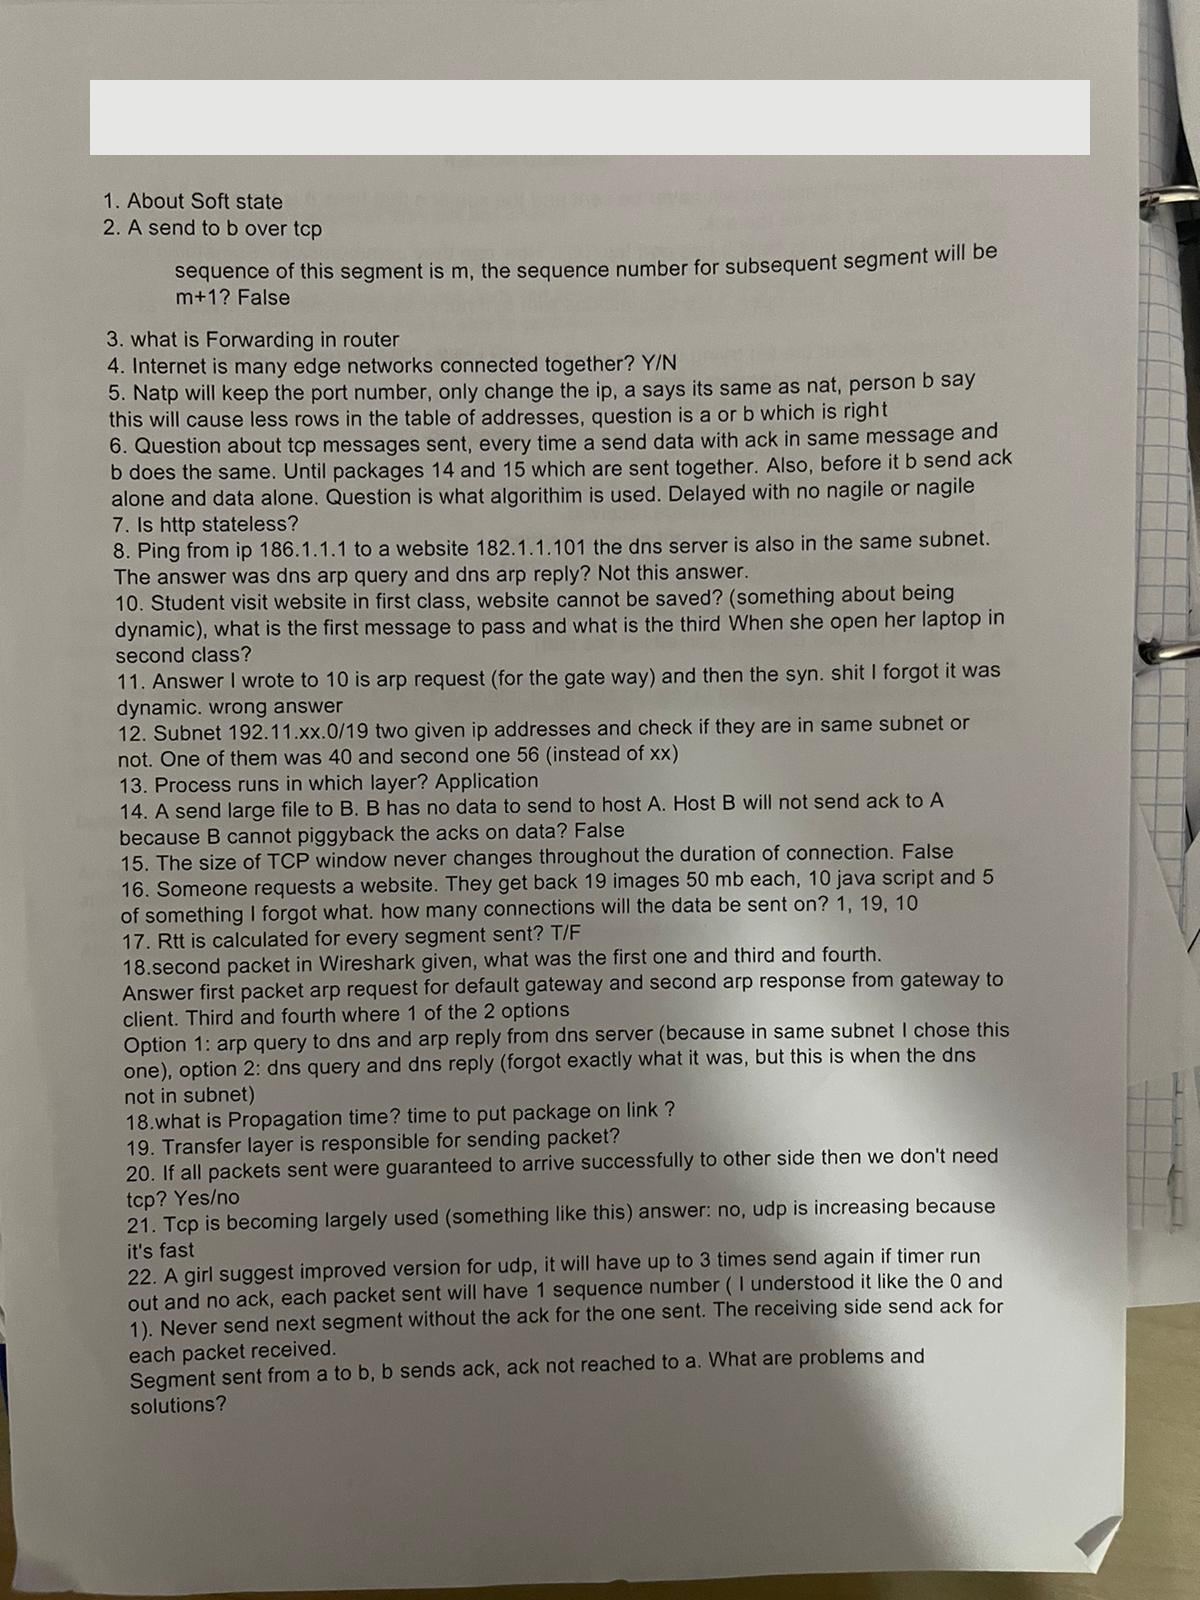 1. About Soft state
2. A send to b over tcp
sequence of this segment is m, the sequence number for subsequent segment will be
m+1? False
3. what is Forwarding in router
4. Internet is many edge networks connected together? Y/N
5. Natp will keep the port number, only change the ip, a says its same as nat, person b say
this will cause less rows in the table of addresses, question is a or b which is right
6. Question about tcp messages sent, every time a send data with ack in same message and
b does the same. Until packages 14 and 15 which are sent together. Also, before it b send ack
alone and data alone. Question is what algorithim is used. Delayed with no nagile or nagile
7. Is http stateless?
8. Ping from ip 186.1.1.1 to a website 182.1.1.101 the dns server is also in the same subnet.
The answer was dns arp query and dns arp reply? Not this answer.
10. Student visit website in first class, website cannot be saved? (something about being
dynamic), what is the first message to pass and what is the third When she open her laptop in
second class?
11. Answer I wrote to 10 is arp request (for the gate way) and then the syn. shit I forgot it was
dynamic. wrong answer
12. Subnet 192.11.xx.0/19 two given ip addresses and check if they are in same subnet or
not. One of them was 40 and second one 56 (instead of xx)
13. Process runs in which layer? Application
14. A send large file to B. B has no data to send to host A. Host B will not send ack to A
because B cannot piggyback the acks on data? False
15. The size of TCP window never changes throughout the duration of connection. False
16. Someone requests a website. They get back 19 images 50 mb each, 10 java script and 5
of something I forgot what. how many connections will the data be sent on? 1, 19, 10
17. Rtt is calculated for every segment sent? T/F
18.second packet in Wireshark given, what was the first one and third and fourth.
Answer first packet arp request for default gateway and second arp response from gateway to
client. Third and fourth where 1 of the 2 options
Option 1: arp query to dns and arp reply from dns server (because in same subnet I chose this
one), option 2: dns query and dns reply (forgot exactly what it was, but this is when the dns
not in subnet)
18.what is Propagation time? time to put package on link ?
19. Transfer layer is responsible for sending packet?
20. If all packets sent were guaranteed to arrive successfully to other side then we don't need
tcp? Yes/no
21. Tcp is becoming largely used (something like this) answer: no, udp is increasing because
it's fast
22. A girl suggest improved version for udp, it will have up to 3 times send again if timer run
out and no ack, each packet sent will have 1 sequence number ( I understood it like the 0 and
1). Never send next segment without the ack for the one sent. The receiving side send ack for
each packet received.
Segment sent from a to b, b sends ack, ack not reached to a. What are problems and
solutions?